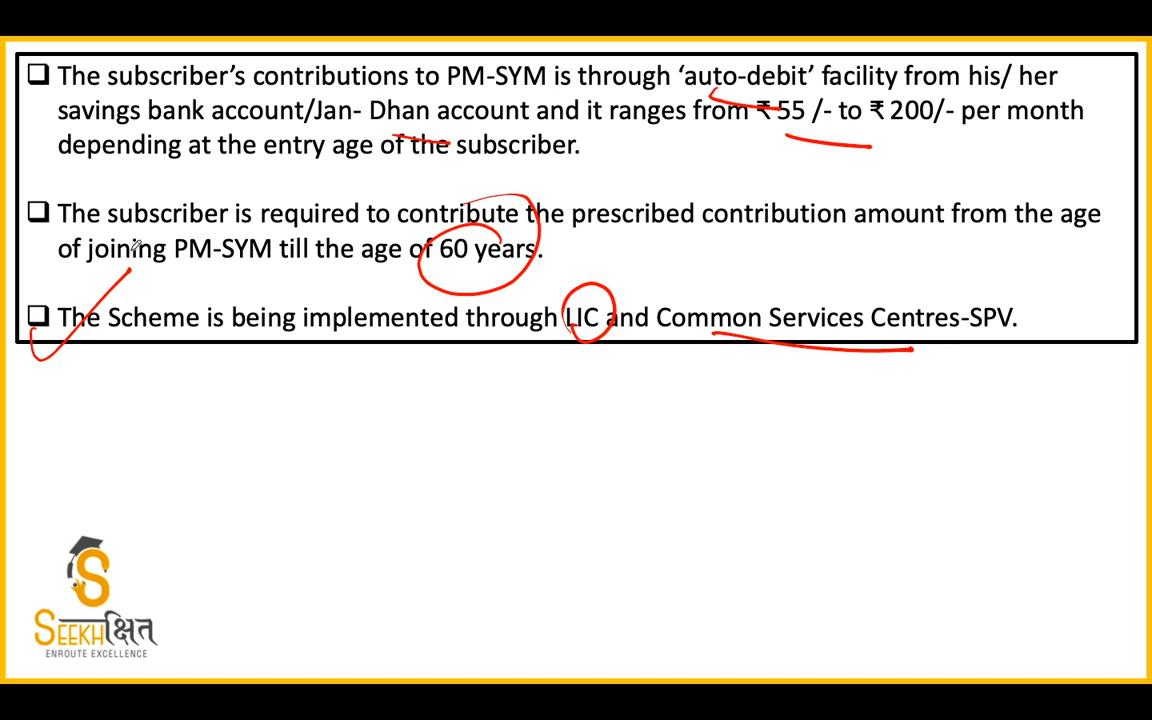 ❑ The subscriber’s contributions to PM-SYM is through ‘auto-debit’ facility from his/ her
savings bank account/Jan- Dhan account and it ranges from ₹ 55 /- to ₹ 200/- per month
depending at the entry age of the subscriber.
❑ The subscriber is required to contribute the prescribed contribution amount from the age
of joining PM-SYM till the age of 60 years.
❑ The Scheme is being implemented through LIC and Common Services Centres-SPV.
S
SEEKHक्षित
ENROUTE EXCELLENCE